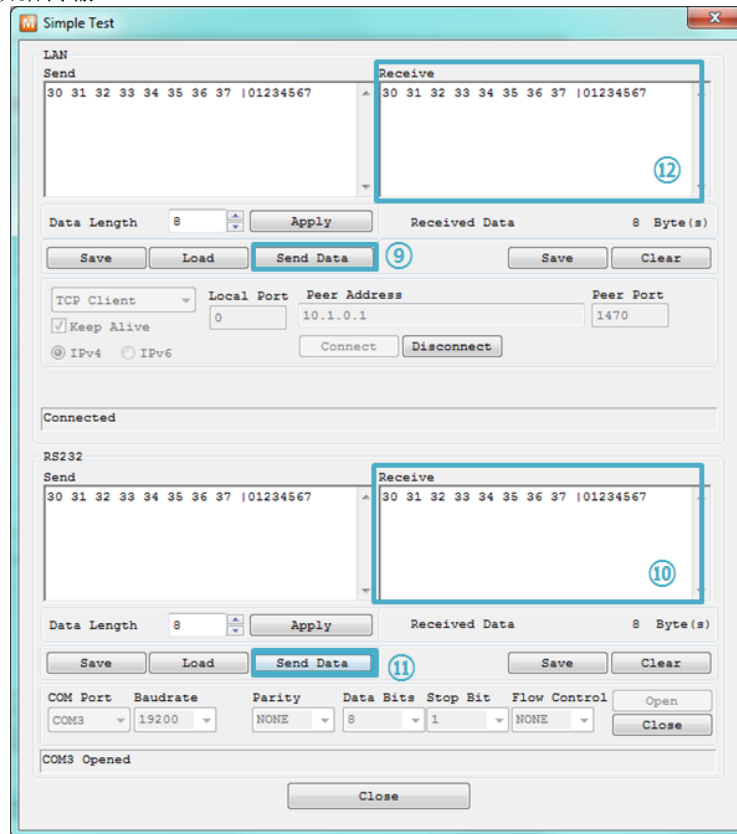 M Simple Test x
LAN
Send Receive
30 31 32 33 34 35 36 37 |01234567 30 31 32 33 34 35 36 37 |01234567
⑫
Data Length 8 Apply Received Data 8 Byte(s)
Save Load Send Data ⑨ Save Clear
TCP Client Local Port Peer Address Peer Port
Keep Alive 0 10.1.0.1 1470
IPv4 IPv6 Connect Disconnect
Connected
RS232
Send Receive
30 31 32 33 34 35 36 37 |01234567 30 31 32 33 34 35 36 37 |01234567
⑩
Data Length 8 Apply Received Data 8 Byte(s)
Save Load Send Data ⑪ Save Clear
COM Port Baudrate Parity Data Bits Stop Bit Flow Control Open
COM3 19200 NONE 8 1 NONE Close
COM3 Opened
Close